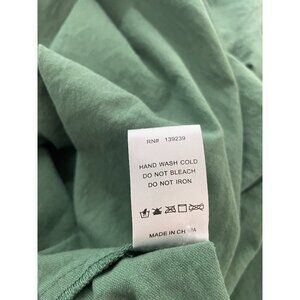 RN# 139239
HAND WASH COLD
DO NOT BLEACH
DO NOT IRON
MADE IN CHINA